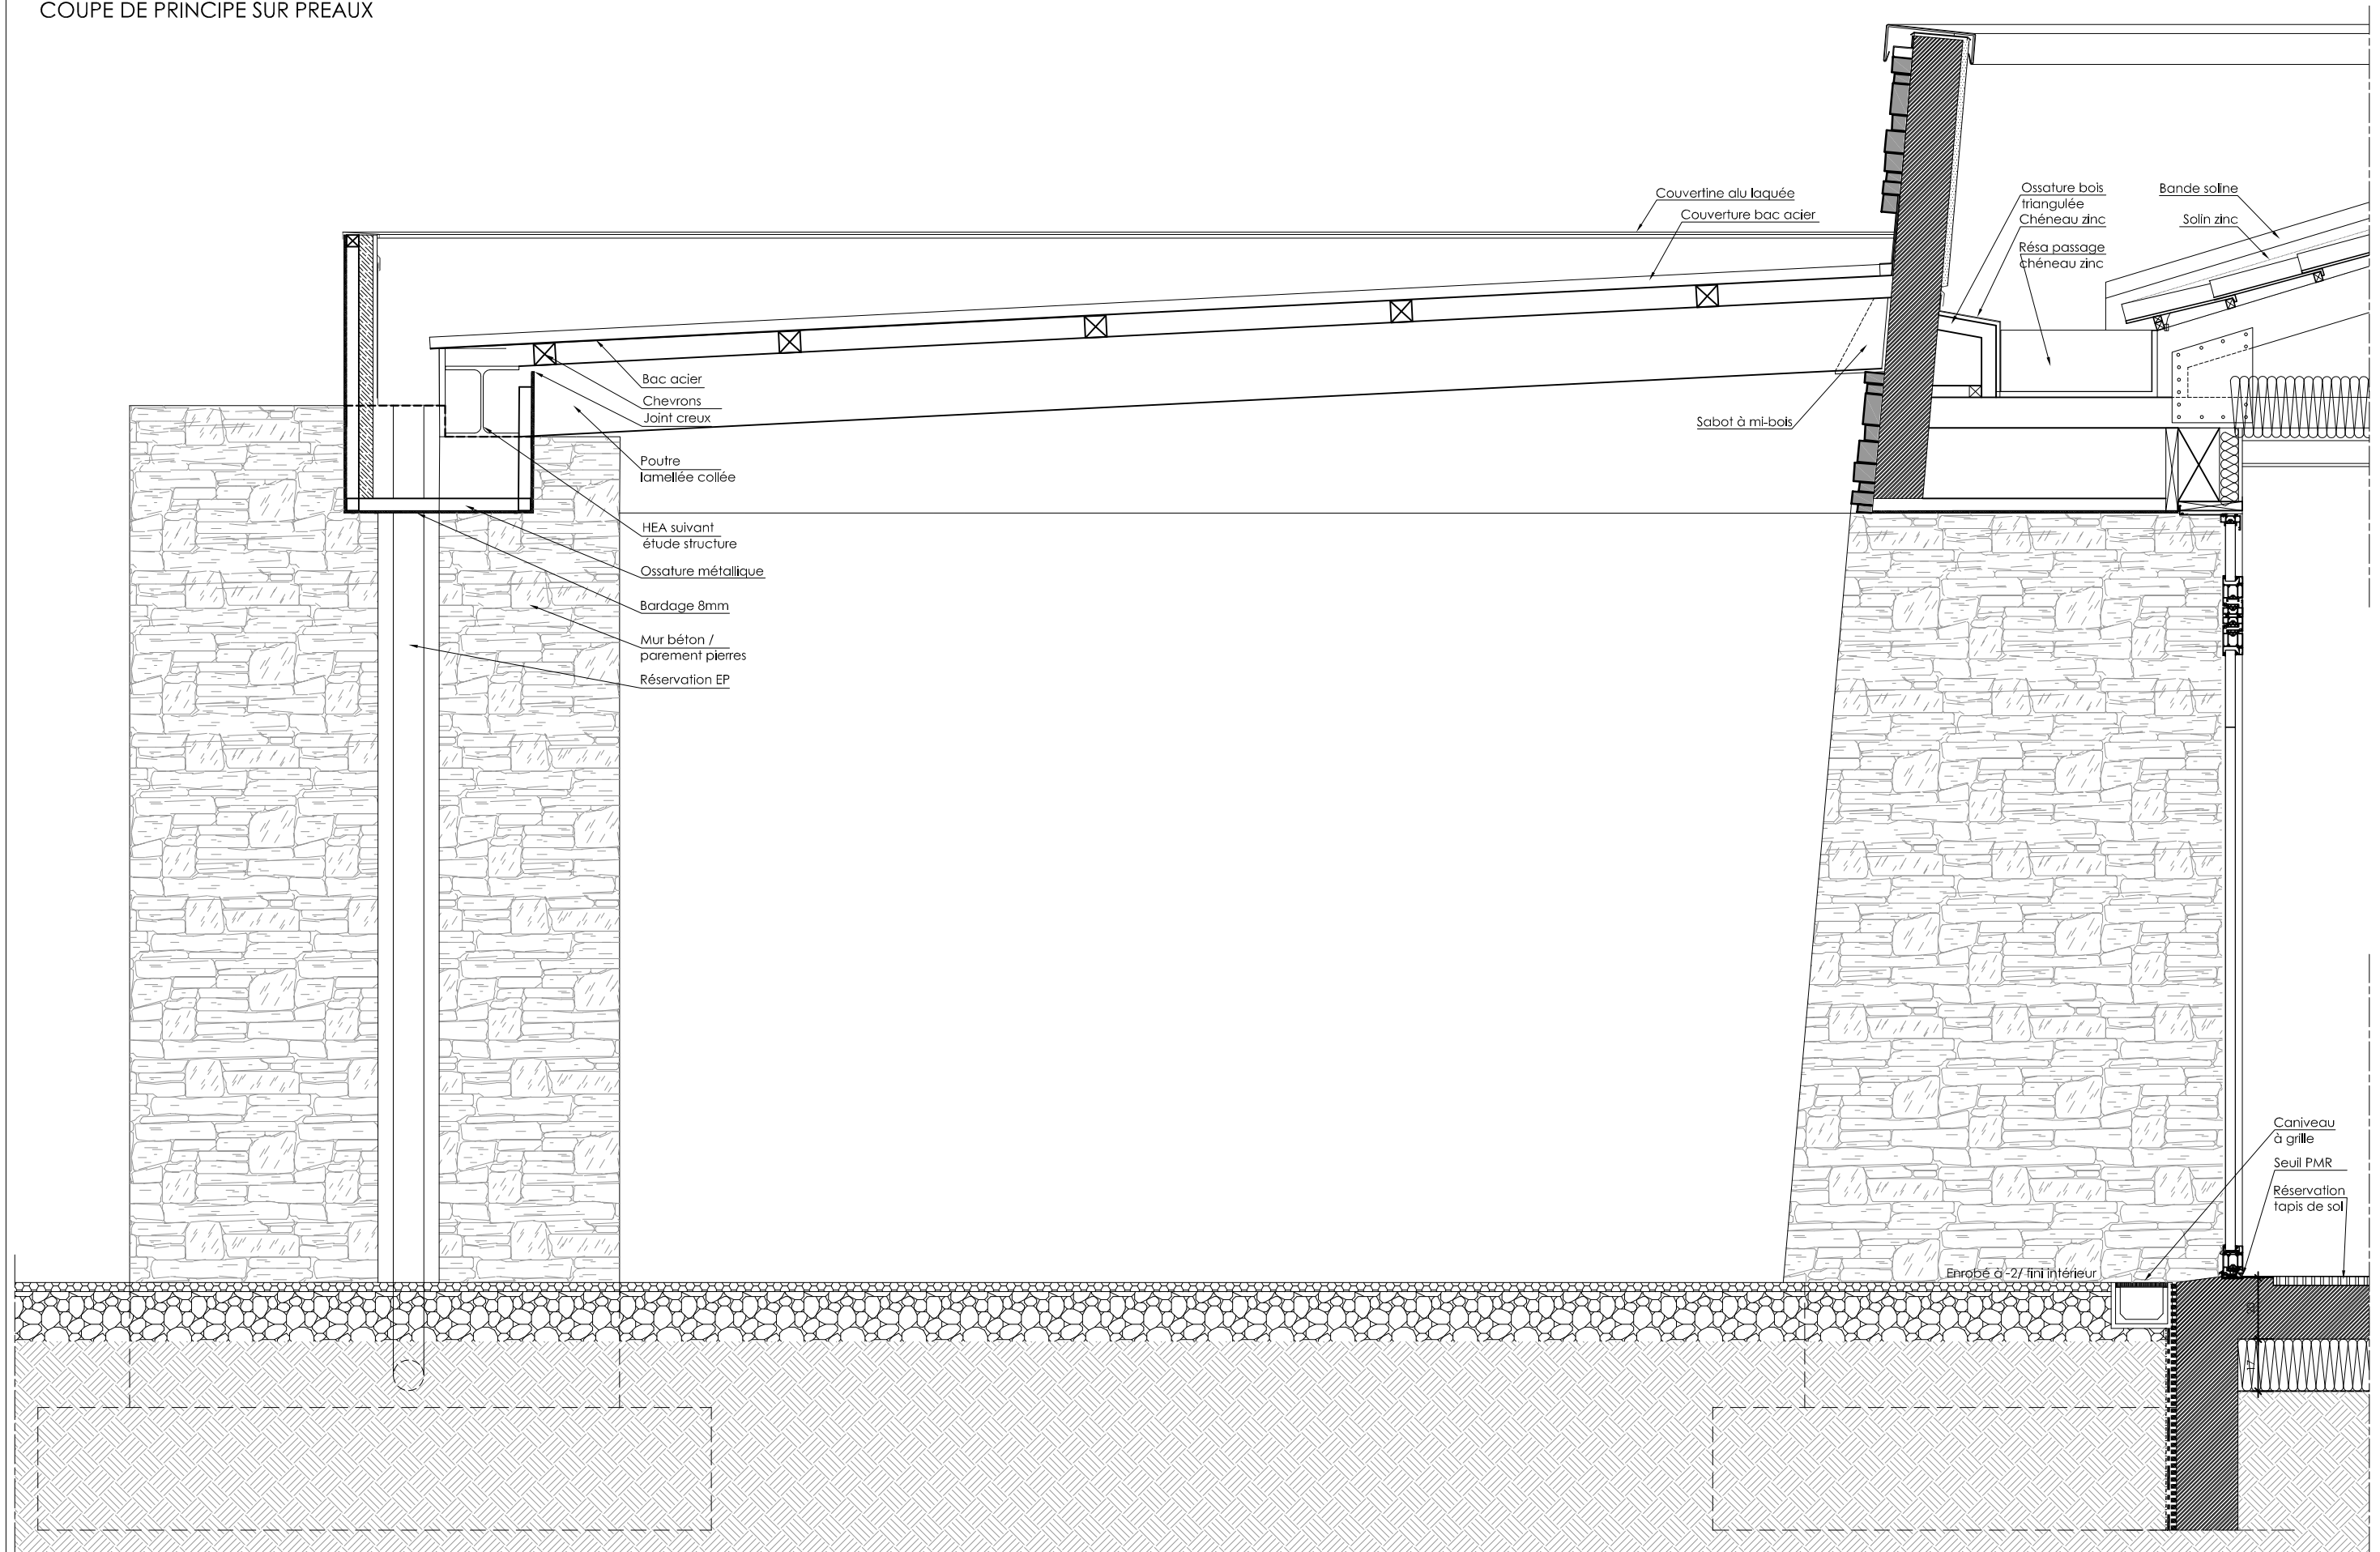 COUPE DE PRINCIPE SUR PREAUX
Couvertine alu laquée
Couverture bac acier
Ossature bois
triangulée
Chéneau zinc
Résa passage
chéneau zinc
Bande soline
Solin zinc
Bac acier
Chevrons
Joint creux
Sabot à mi-bois
Poutre
lamellée collée
HEA suivant
étude structure
Ossature métallique
Bardage 8mm
Mur béton /
parement pierres
Réservation EP
Caniveau
à grille
Seuil PMR
Réservation
tapis de sol
Enrobé à -2/ fini intérieur
20
17